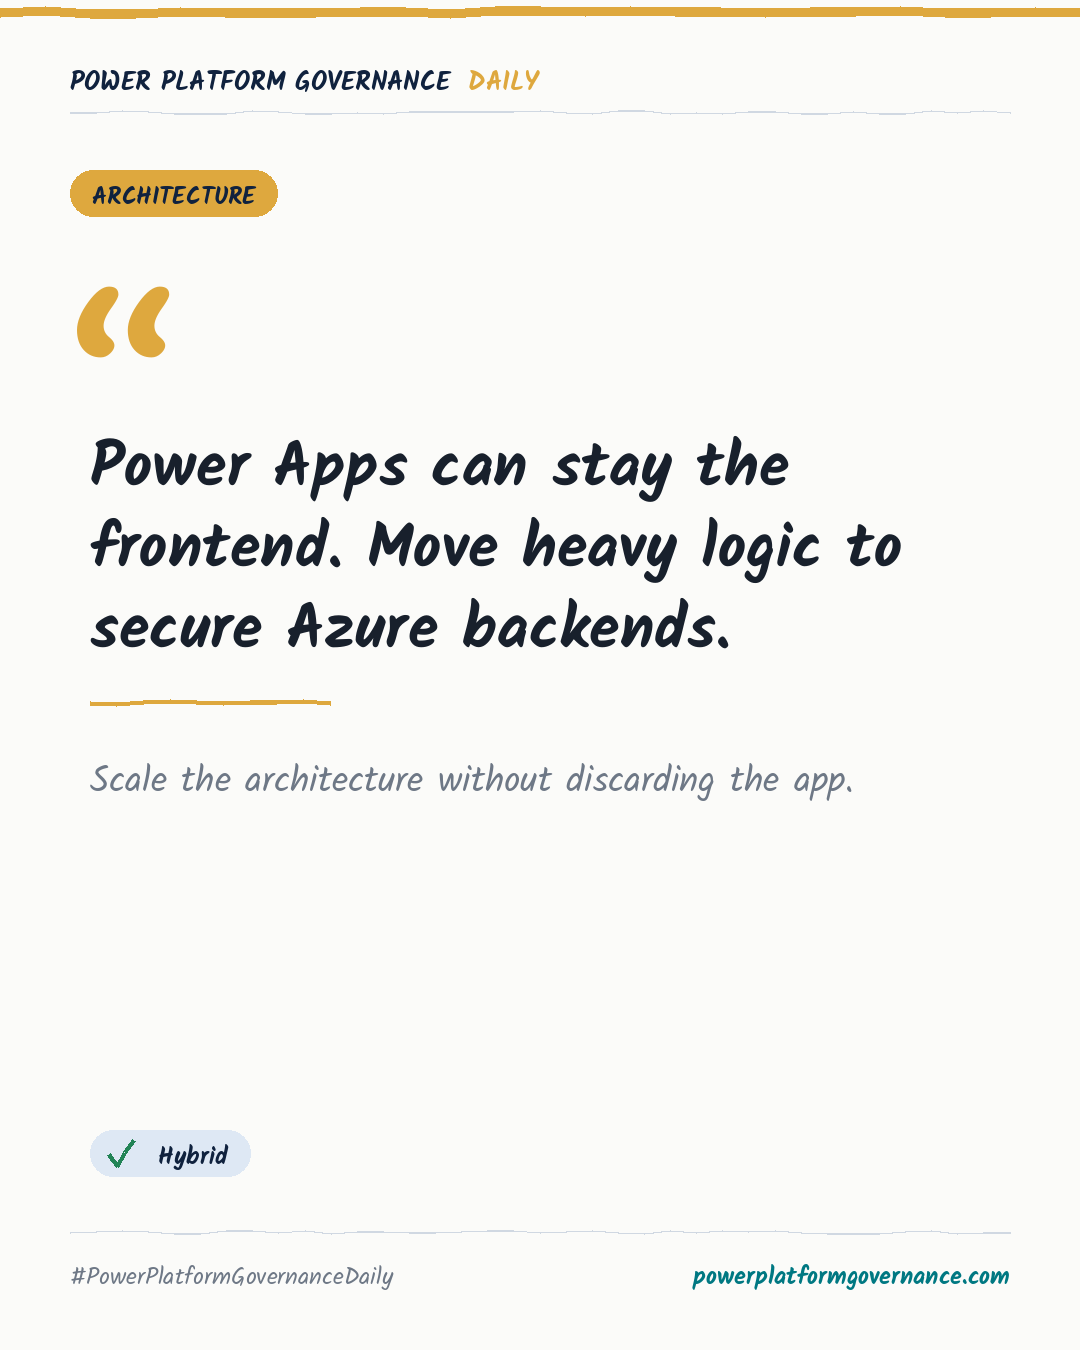 POWER PLATFORM GOVERNANCE DAILY
ARCHITECTURE
“
Power Apps can stay the
frontend. Move heavy logic to
secure Azure backends.
Scale the architecture without discarding the app.
✓ Hybrid
#PowerPlatformGovernanceDaily
powerplatformgovernance.com